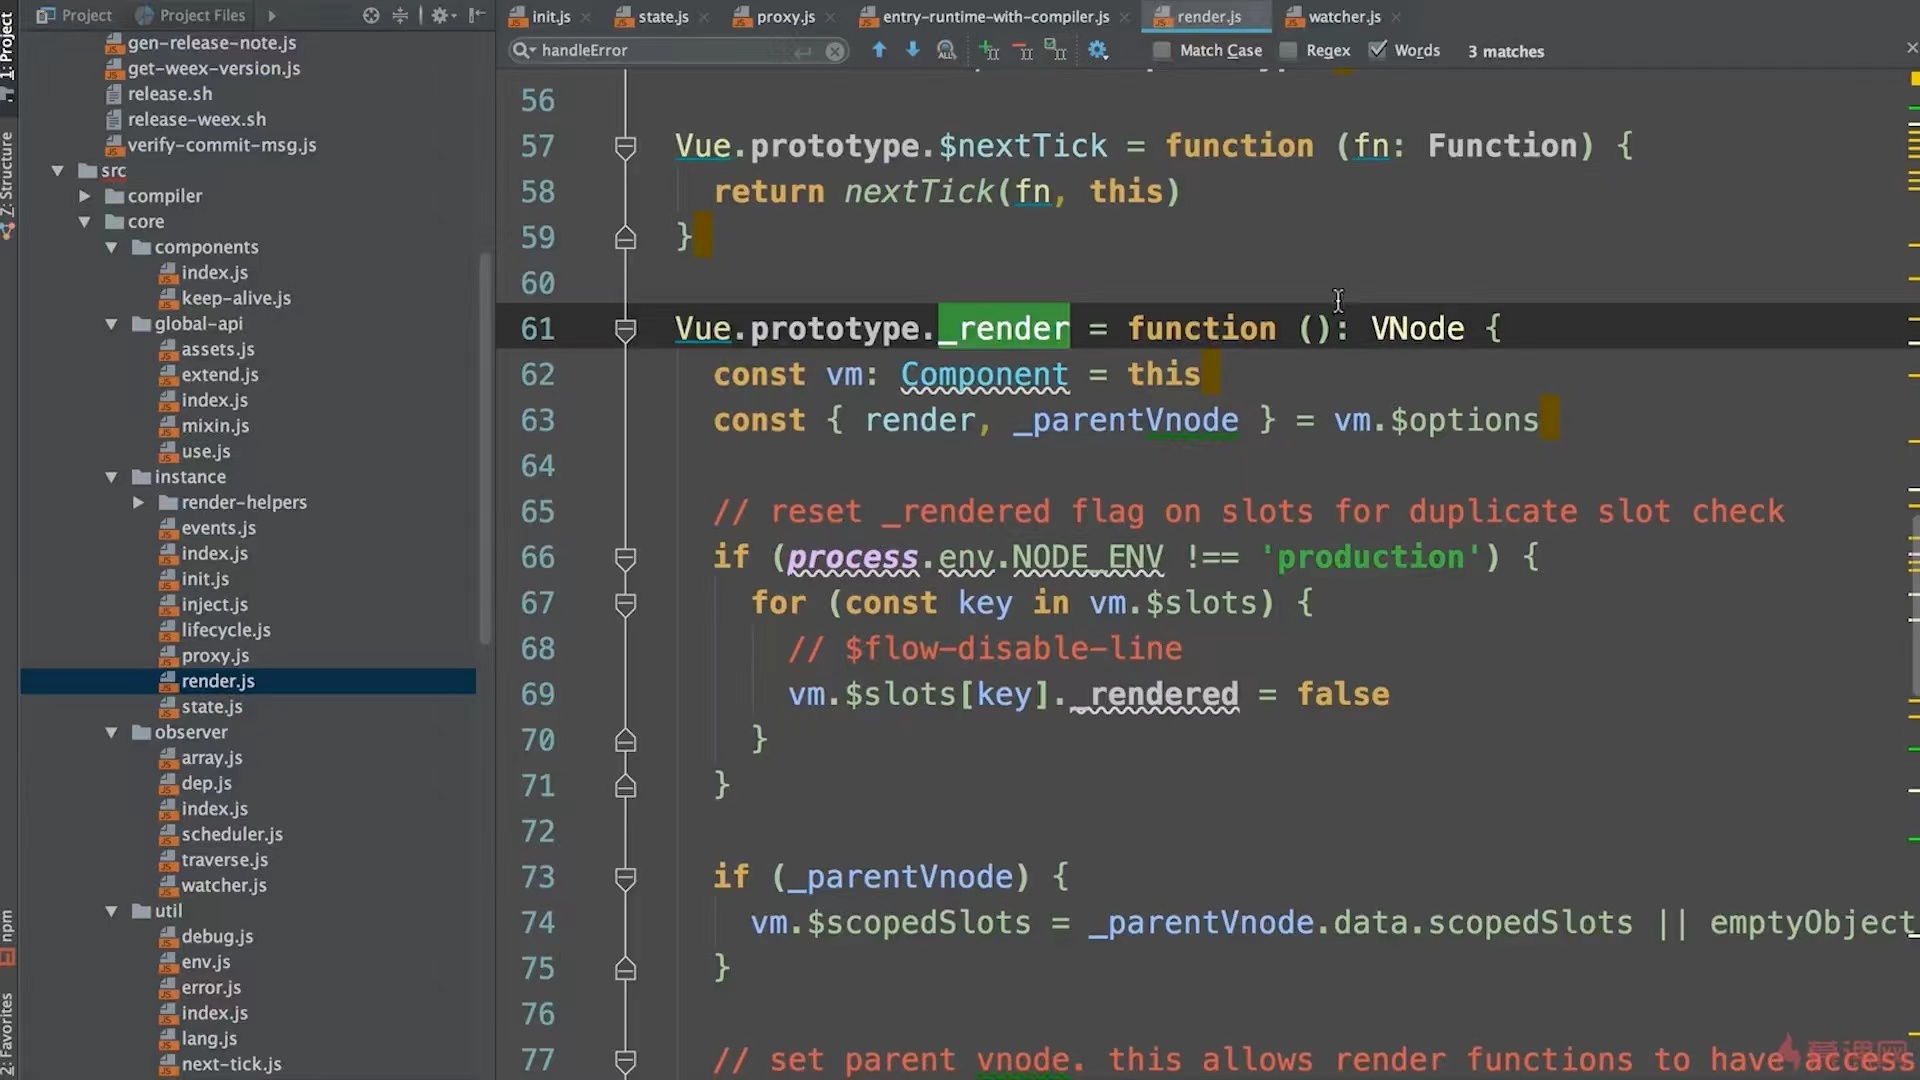 1: Project
Z: Structure
npm
2: Favorites
Project
Project Files
gen-release-note.js
get-weex-version.js
release.sh
release-weex.sh
verify-commit-msg.js
src
compiler
core
components
index.js
keep-alive.js
global-api
assets.js
extend.js
index.js
mixin.js
use.js
instance
render-helpers
events.js
index.js
init.js
inject.js
lifecycle.js
proxy.js
render.js
state.js
observer
array.js
dep.js
index.js
scheduler.js
traverse.js
watcher.js
util
debug.js
env.js
error.js
index.js
lang.js
next-tick.js
init.js
state.js
proxy.js
entry-runtime-with-compiler.js
render.js
watcher.js
handleError
Match Case
Regex
Words
3 matches
56
57 Vue.prototype.$nextTick = function (fn: Function) {
58 return nextTick(fn, this)
59 }
60
61 Vue.prototype._render = function (): VNode {
62 const vm: Component = this
63 const { render, _parentVnode } = vm.$options
64
65 // reset _rendered flag on slots for duplicate slot check
66 if (process.env.NODE_ENV !== 'production') {
67 for (const key in vm.$slots) {
68 // $flow-disable-line
69 vm.$slots[key]._rendered = false
70 }
71 }
72
73 if (_parentVnode) {
74 vm.$scopedSlots = _parentVnode.data.scopedSlots || emptyObject
75 }
76
77 // set parent vnode. this allows render functions to have access
慕课网